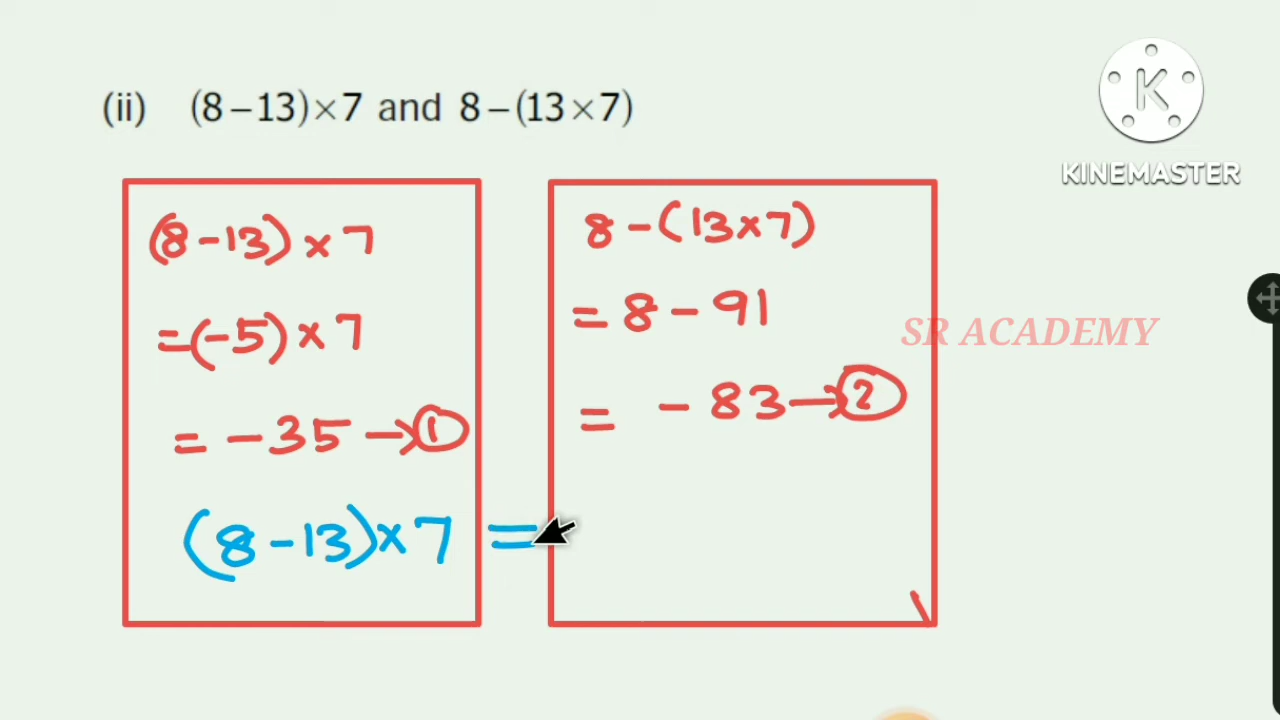 (ii) (8−13)×7 and 8−(13×7)
KINEMASTER
(8-13)×7
=(-5)×7
= -35 → 1
8-(13×7)
= 8-91
= -83 → 2
SR ACADEMY
(8-13)×7 =